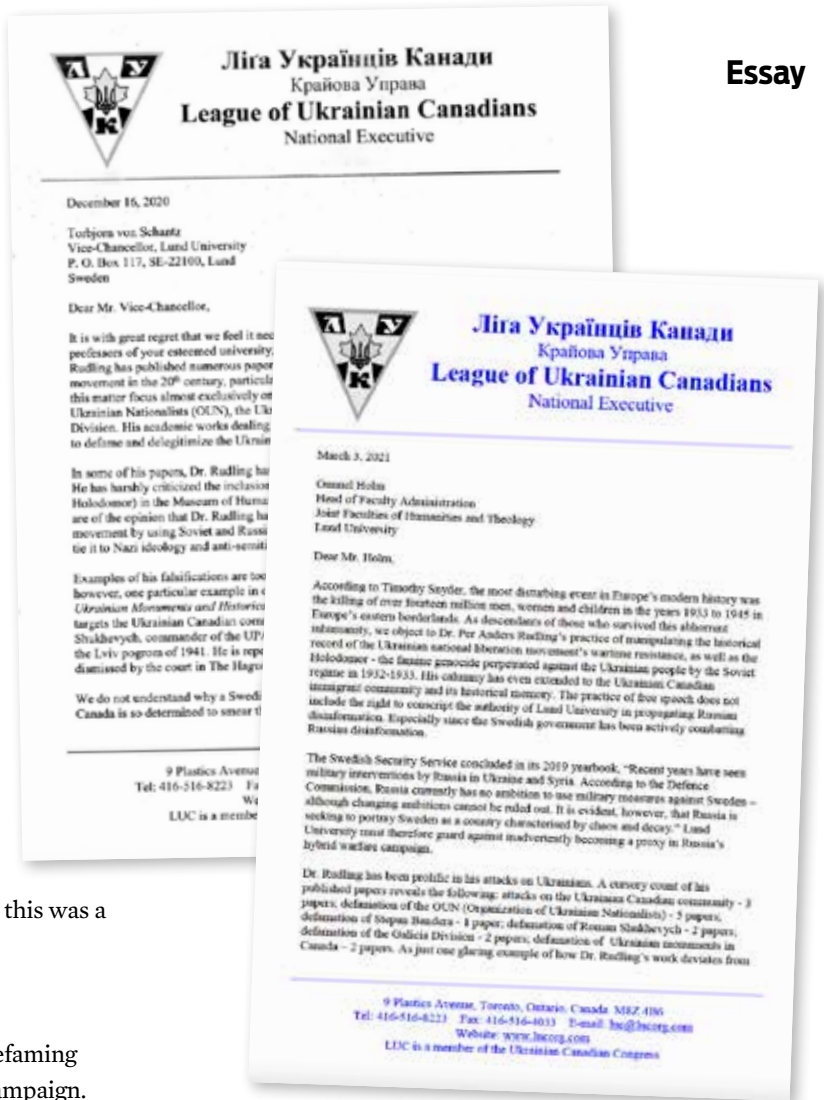 Essay
Ліґа Українців Канади
Крайова Управа
League of Ukrainian Canadians
National Executive
December 16, 2020
Torbjorn von Schantz
Vice-Chancellor, Lund University
P. O. Box 117, SE-22100, Lund
Sweden
Dear Mr. Vice-Chancellor,
It is with great regret that we feel it nec
professors of your esteemed university,
Rudling has published numerous paper
movement in the 20th century, particula
this matter focus almost exclusively on
Ukrainian Nationalists (OUN), the Uk
Division. His academic works dealing
to defame and delegitimize the Ukrain
In some of his papers, Dr. Rudling ha
He has harshly criticized the inclusion
Holodomor) in the Museum of Huma
are of the opinion that Dr. Rudling ha
movement by using Soviet and Russi
tie it to Nazi ideology and anti-semiti
Examples of his falsifications are too
however, one particular example in
Ukrainian Monuments and Historica
targets the Ukrainian Canadian com
Shukhevych, commander of the UPA
the Lviv pogrom of 1941. He is repe
dismissed by the court in The Hagu
We do not understand why a Swedi
Canada is so determined to smear th
9 Plastics Avenue
Tel: 416-516-8223 Fa
We
LUC is a membe
Л У К
Ліґа Українців Канади
Крайова Управа
League of Ukrainian Canadians
National Executive
March 3, 2021
Gunnel Holm
Head of Faculty Administration
Joint Faculties of Humanities and Theology
Lund University
Dear Mr. Holm,
According to Timothy Snyder, the most disturbing event in Europe's modern history was
the killing of over fourteen million men, women and children in the years 1933 to 1945 in
Europe's eastern borderlands. As descendants of those who survived this abhorrent
inhumanity, we object to Dr. Per Anders Rudling's practice of manipulating the historical
record of the Ukrainian national liberation movement's wartime resistance, as well as the
Holodomor - the famine genocide perpetrated against the Ukrainian people by the Soviet
regime in 1932-1933. His calumny has even extended to the Ukrainian Canadian
immigrant community and its historical memory. The practice of free speech does not
include the right to conscript the authority of Lund University in propagating Russian
disinformation. Especially since the Swedish government has been actively combatting
Russian disinformation.
The Swedish Security Service concluded in its 2019 yearbook, "Recent years have seen
military interventions by Russia in Ukraine and Syria. According to the Defence
Commission, Russia currently has no ambition to use military measures against Sweden –
although changing ambitions cannot be ruled out. It is evident, however, that Russia is
seeking to portray Sweden as a country characterised by chaos and decay." Lund
University must therefore guard against inadvertently becoming a proxy in Russia's
hybrid warfare campaign.
Dr. Rudling has been prolific in his attacks on Ukrainians. A cursory count of his
published papers reveals the following: attacks on the Ukrainian Canadian community - 3
papers; defamation of the OUN (Organization of Ukrainian Nationalists) - 5 papers;
defamation of Stepan Bandera - 1 paper; defamation of Roman Shukhevych - 2 papers;
defamation of the Galicia Division - 2 papers; defamation of Ukrainian monuments in
Canada – 2 papers. As just one glaring example of how Dr. Rudling's work deviates from
9 Plastics Avenue, Toronto, Ontario, Canada M8Z 4B6
Tel: 416-516-8223 Fax: 416-516-4033 E-mail: luc@lucorg.com
Website: www.lucorg.com
LUC is a member of the Ukrainian Canadian Congress
this was a
efaming
mpaign.